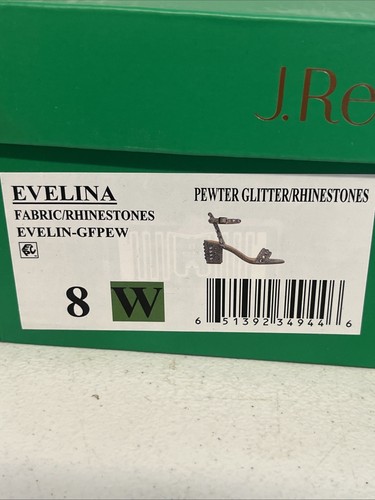 J.Re
EVELINA
FABRIC/RHINESTONES
EVELIN-GFPEW
PEWTER GLITTER/RHINESTONES
8 W
6 51392 34944 6